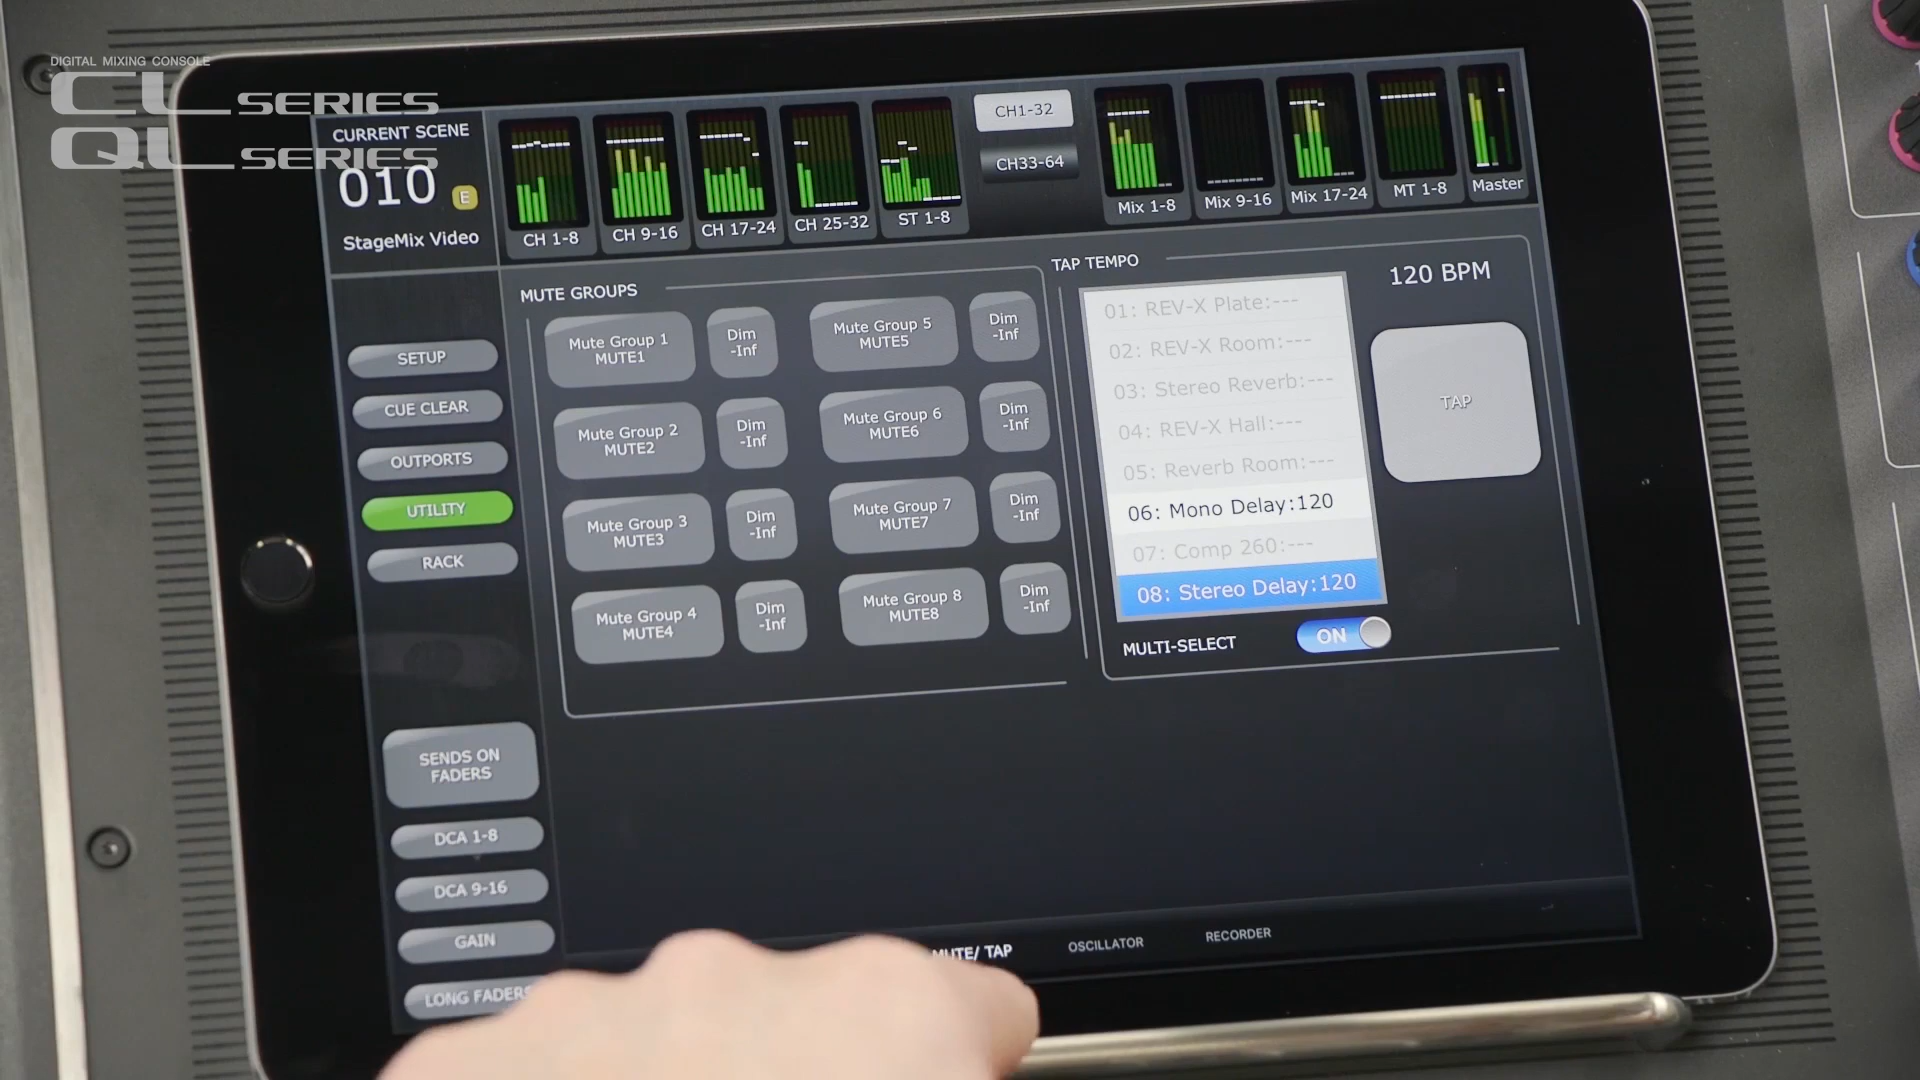 DIGITAL MIXING CONSOLE
CL SERIES
QL SERIES
CURRENT SCENE
010
E
StageMix Video
CH 1-8
CH 9-16
CH 17-24
CH 25-32
ST 1-8
CH1-32
CH33-64
Mix 1-8
Mix 9-16
Mix 17-24
MT 1-8
Master
SETUP
CUE CLEAR
OUTPORTS
UTILITY
RACK
SENDS ON
FADERS
DCA 1-8
DCA 9-16
GAIN
LONG FADERS
MUTE GROUPS
Mute Group 1
MUTE1
Dim
-Inf
Mute Group 5
MUTE5
Dim
-Inf
Mute Group 2
MUTE2
Dim
-Inf
Mute Group 6
MUTE6
Dim
-Inf
Mute Group 3
MUTE3
Dim
-Inf
Mute Group 7
MUTE7
Dim
-Inf
Mute Group 4
MUTE4
Dim
-Inf
Mute Group 8
MUTE8
Dim
-Inf
TAP TEMPO
120 BPM
01: REV-X Plate:---
02: REV-X Room:---
03: Stereo Reverb:---
04: REV-X Hall:---
05: Reverb Room:---
06: Mono Delay:120
07: Comp 260:---
08: Stereo Delay:120
TAP
MULTI-SELECT
ON
MUTE/ TAP
OSCILLATOR
RECORDER